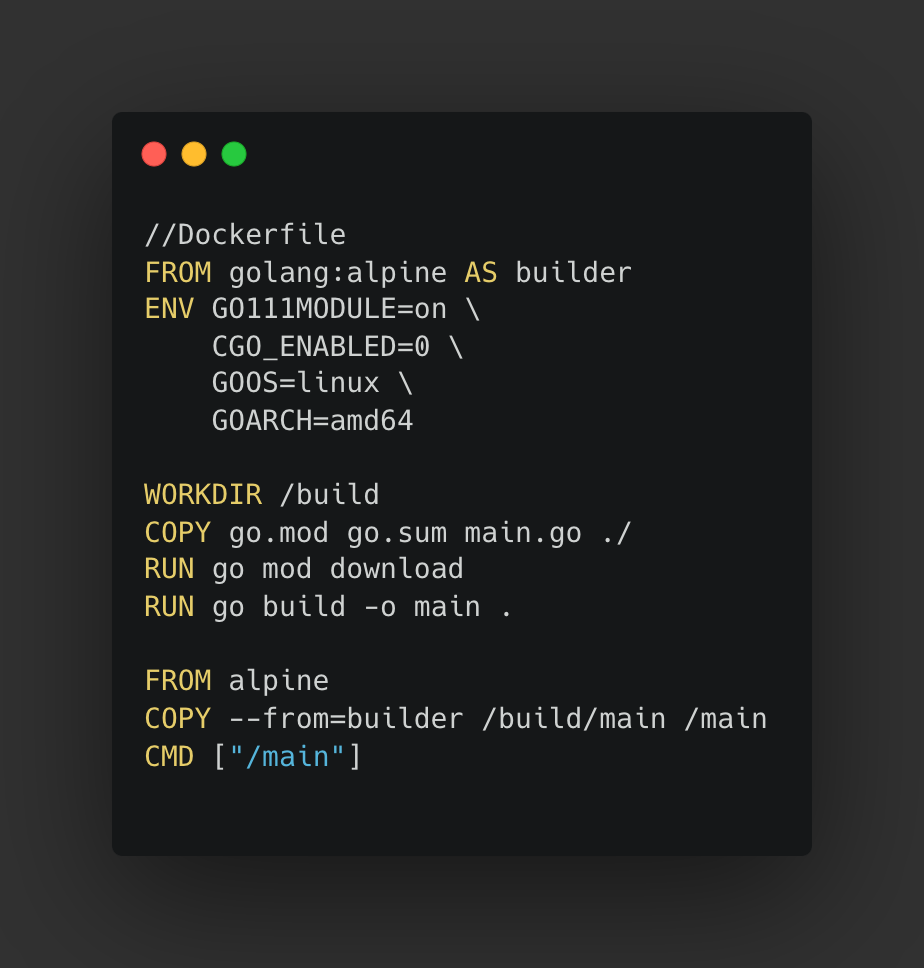 //Dockerfile
FROM golang:alpine AS builder
ENV GO111MODULE=on \
    CGO_ENABLED=0 \
    GOOS=linux \
    GOARCH=amd64

WORKDIR /build
COPY go.mod go.sum main.go ./
RUN go mod download
RUN go build -o main .

FROM alpine
COPY --from=builder /build/main /main
CMD ["/main"]